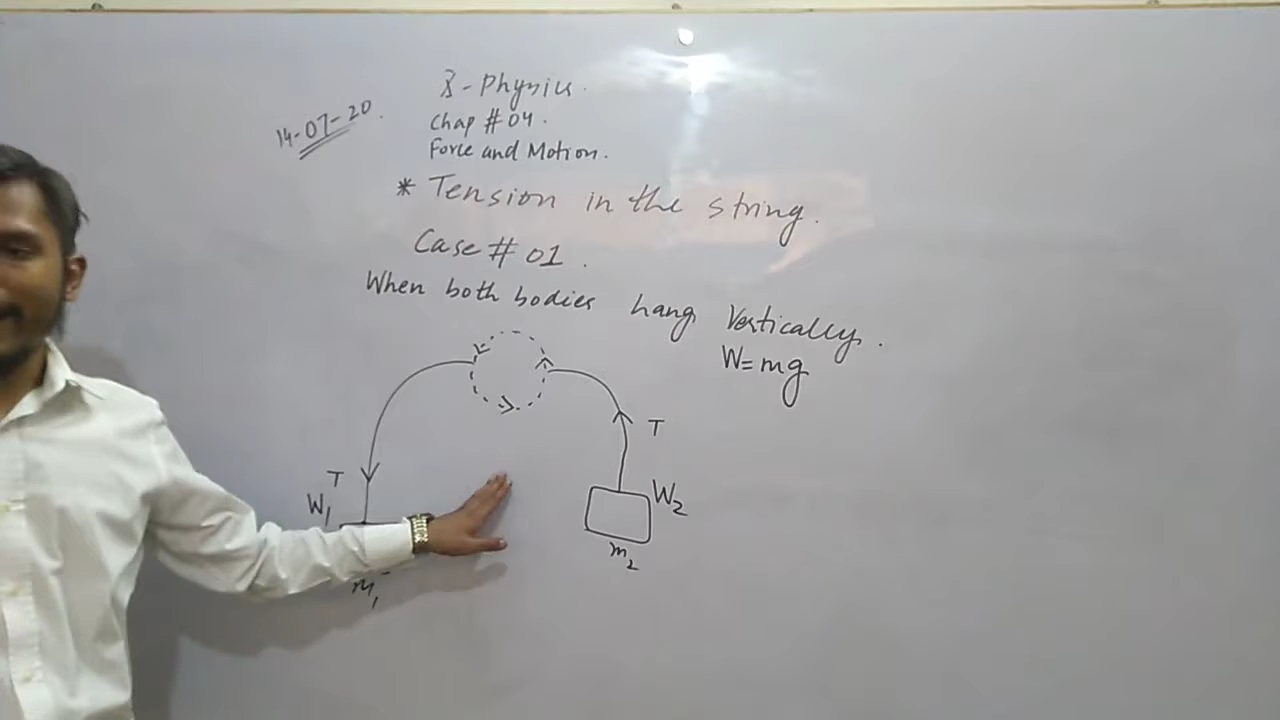 14-07-20.
X-Physics.
Chap # 04.
Force and Motion.
* Tension in the string.
Case # 01.
When both bodies hang Vertically.
W=mg
T
T
W₁
W₂
m₂
m₁